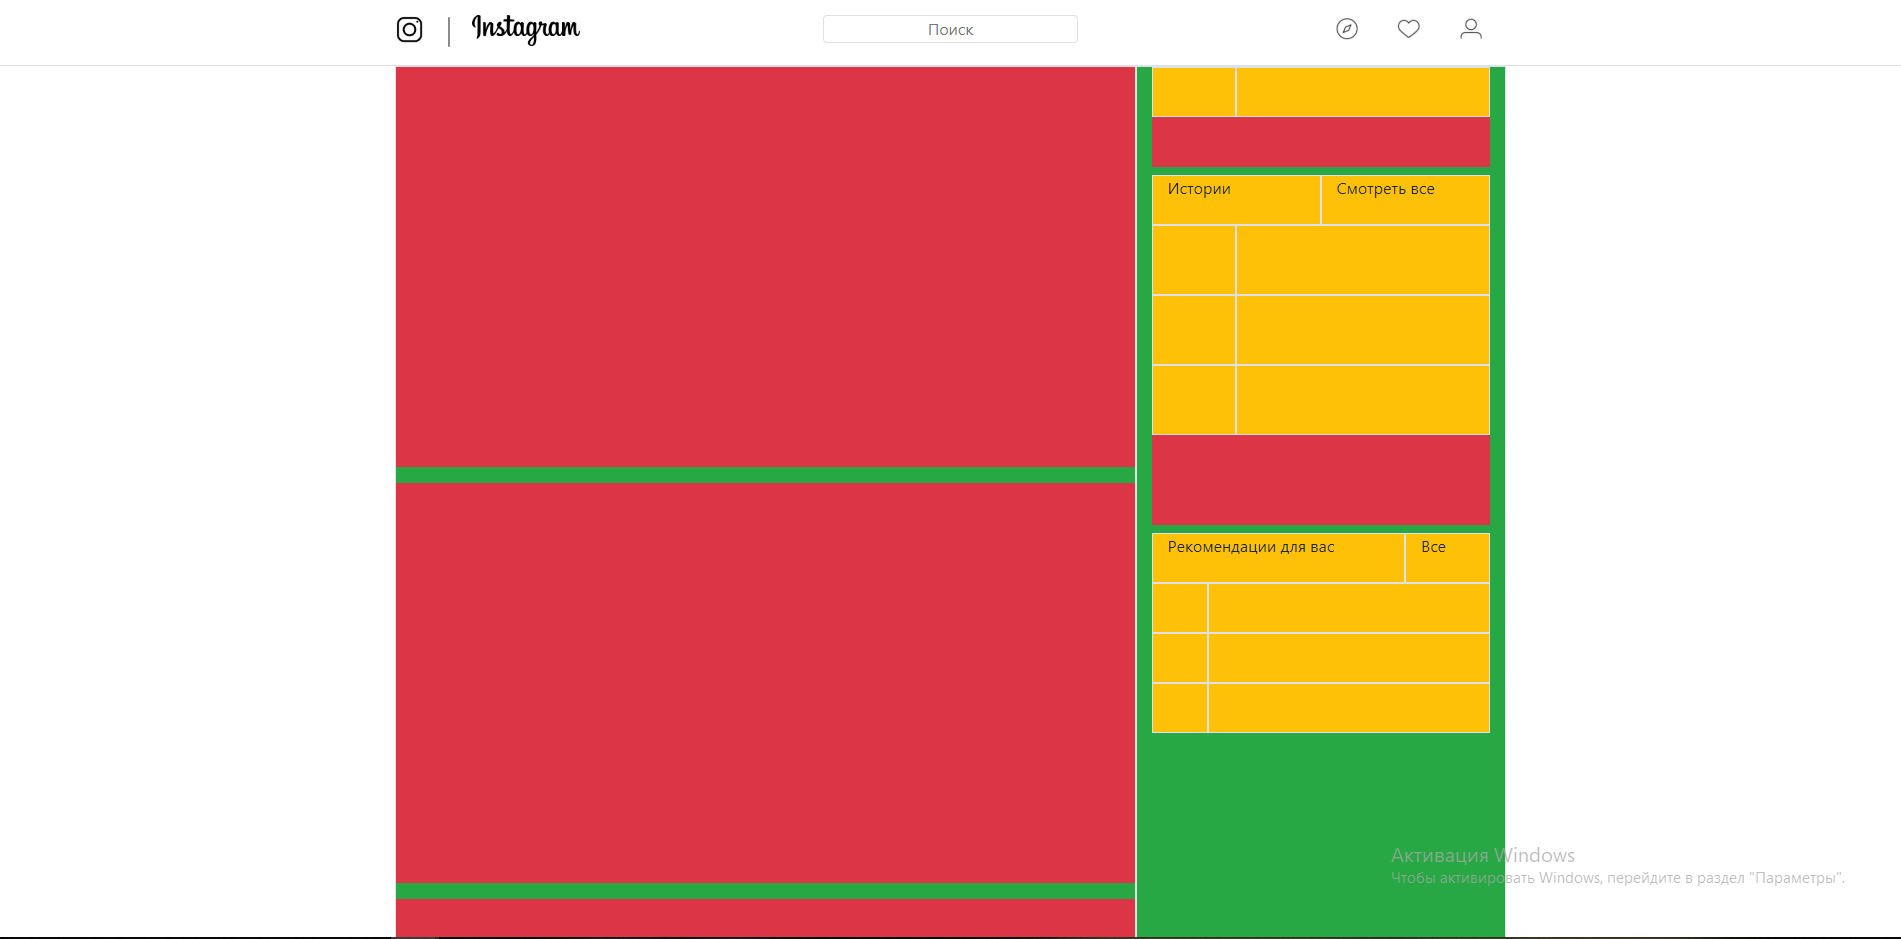 Instagram
Поиск
Истории
Смотреть все
Рекомендации для вас
Все
Активация Windows
Чтобы активировать Windows, перейдите в раздел "Параметры".